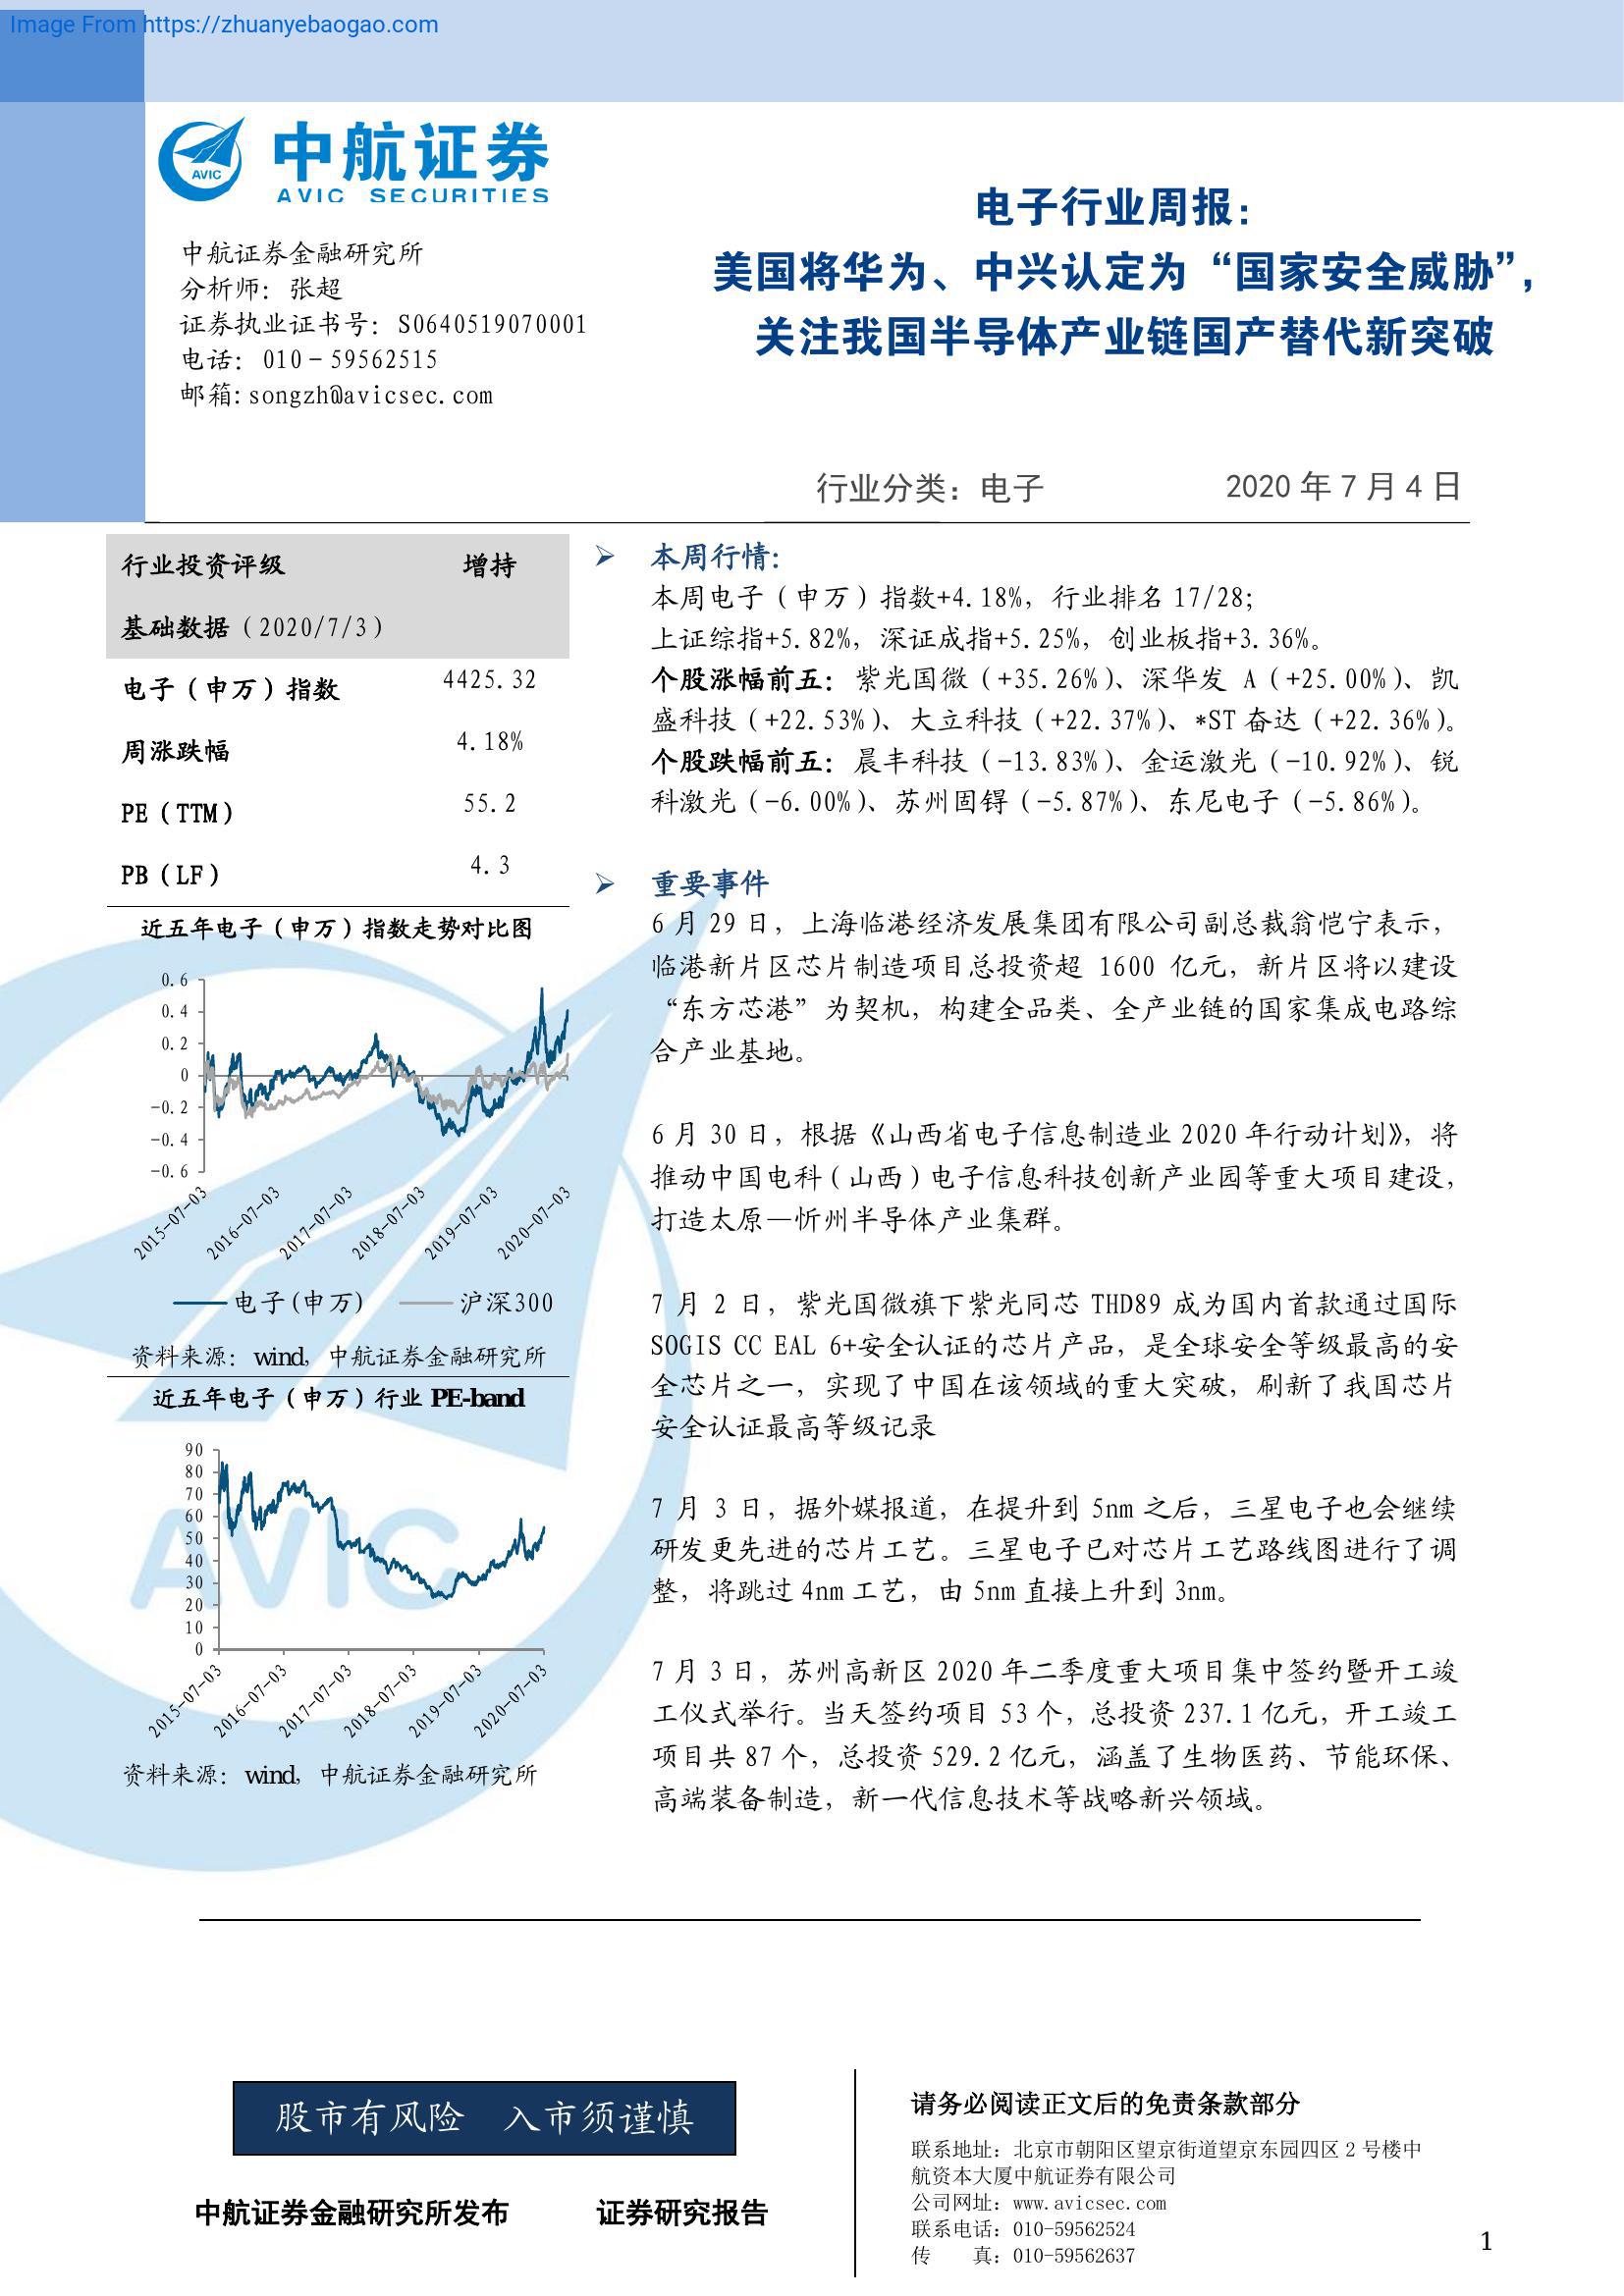 Image From https://zhuanyebaogao.com
AVIC
中航证券
AVIC SECURITIES
中航证券金融研究所
分析师：张超
证券执业证书号：S0640519070001
电话：010-59562515
邮箱:songzh@avicsec.com
电子行业周报：
美国将华为、中兴认定为“国家安全威胁”，
关注我国半导体产业链国产替代新突破
行业分类：电子 2020 年 7 月 4 日
行业投资评级 增持
基础数据（2020/7/3）
电子（申万）指数 4425.32
周涨跌幅 4.18%
PE（TTM） 55.2
PB（LF） 4.3
近五年电子（申万）指数走势对比图
0.6
0.4
0.2
0
-0.2
-0.4
-0.6
2015-07-03 2016-07-03 2017-07-03 2018-07-03 2019-07-03 2020-07-03
电子(申万) 沪深300
资料来源：wind，中航证券金融研究所
近五年电子（申万）行业 PE-band
90
80
70
60
50
40
30
20
10
0
2015-07-03 2016-07-03 2017-07-03 2018-07-03 2019-07-03 2020-07-03
资料来源：wind，中航证券金融研究所
AVIC
➢ 本周行情：
本周电子（申万）指数+4.18%，行业排名 17/28；
上证综指+5.82%，深证成指+5.25%，创业板指+3.36%。
个股涨幅前五：紫光国微（+35.26%）、深华发 A（+25.00%）、凯
盛科技（+22.53%）、大立科技（+22.37%）、*ST 奋达（+22.36%）。
个股跌幅前五：晨丰科技（-13.83%）、金运激光（-10.92%）、锐
科激光（-6.00%）、苏州固锝（-5.87%）、东尼电子（-5.86%）。
➢ 重要事件
6 月 29 日，上海临港经济发展集团有限公司副总裁翁恺宁表示，
临港新片区芯片制造项目总投资超 1600 亿元，新片区将以建设
“东方芯港”为契机，构建全品类、全产业链的国家集成电路综
合产业基地。
6 月 30 日，根据《山西省电子信息制造业 2020 年行动计划》，将
推动中国电科（山西）电子信息科技创新产业园等重大项目建设，
打造太原—忻州半导体产业集群。
7 月 2 日，紫光国微旗下紫光同芯 THD89 成为国内首款通过国际
SOGIS CC EAL 6+安全认证的芯片产品，是全球安全等级最高的安
全芯片之一，实现了中国在该领域的重大突破，刷新了我国芯片
安全认证最高等级记录
7 月 3 日，据外媒报道，在提升到 5nm 之后，三星电子也会继续
研发更先进的芯片工艺。三星电子已对芯片工艺路线图进行了调
整，将跳过 4nm 工艺，由 5nm 直接上升到 3nm。
7 月 3 日，苏州高新区 2020 年二季度重大项目集中签约暨开工竣
工仪式举行。当天签约项目 53 个，总投资 237.1 亿元，开工竣工
项目共 87 个，总投资 529.2 亿元，涵盖了生物医药、节能环保、
高端装备制造，新一代信息技术等战略新兴领域。
股市有风险 入市须谨慎
中航证券金融研究所发布 证券研究报告
请务必阅读正文后的免责条款部分
联系地址：北京市朝阳区望京街道望京东园四区 2 号楼中
航资本大厦中航证券有限公司
公司网址：www.avicsec.com
联系电话：010-59562524
传 真：010-59562637
1